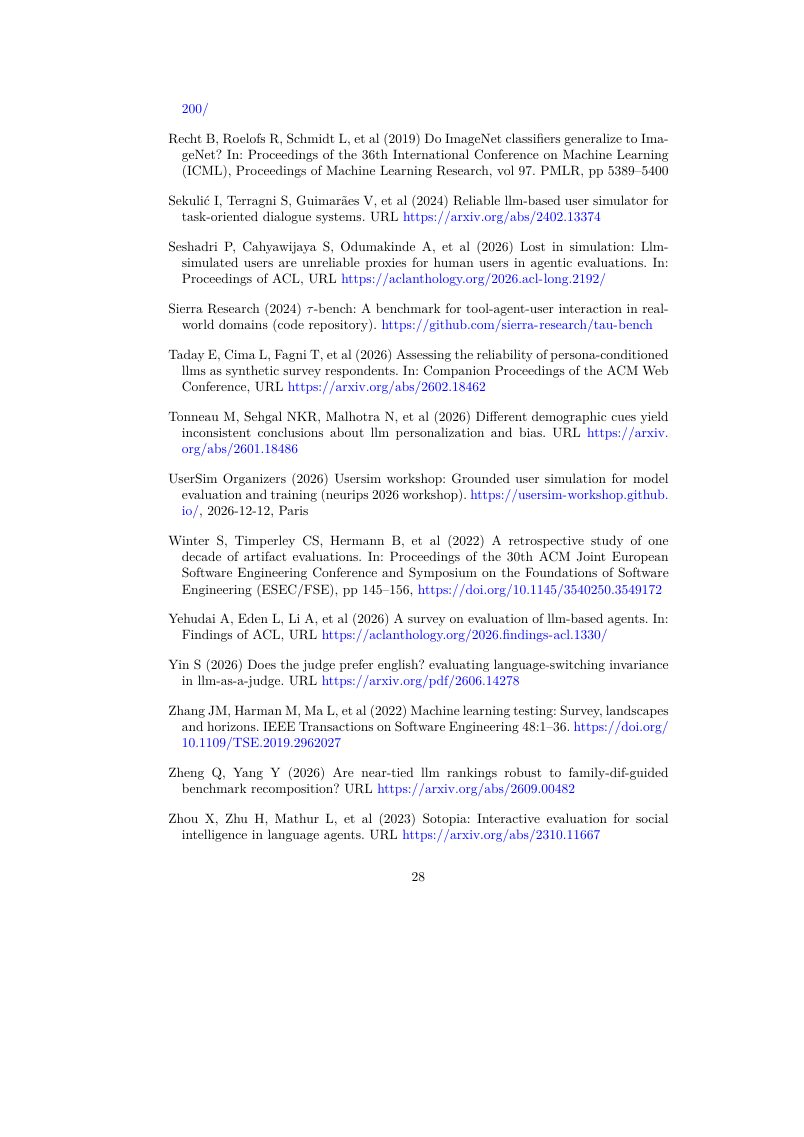 200/
Recht B, Roelofs R, Schmidt L, et al (2019) Do ImageNet classifiers generalize to Ima-
geNet? In: Proceedings of the 36th International Conference on Machine Learning
(ICML), Proceedings of Machine Learning Research, vol 97. PMLR, pp 5389–5400
Sekulić I, Terragni S, Guimarães V, et al (2024) Reliable llm-based user simulator for
task-oriented dialogue systems. URL https://arxiv.org/abs/2402.13374
Seshadri P, Cahyawijaya S, Odumakinde A, et al (2026) Lost in simulation: Llm-
simulated users are unreliable proxies for human users in agentic evaluations. In:
Proceedings of ACL, URL https://aclanthology.org/2026.acl-long.2192/
Sierra Research (2024) τ-bench: A benchmark for tool-agent-user interaction in real-
world domains (code repository). https://github.com/sierra-research/tau-bench
Taday E, Cima L, Fagni T, et al (2026) Assessing the reliability of persona-conditioned
llms as synthetic survey respondents. In: Companion Proceedings of the ACM Web
Conference, URL https://arxiv.org/abs/2602.18462
Tonneau M, Sehgal NKR, Malhotra N, et al (2026) Different demographic cues yield
inconsistent conclusions about llm personalization and bias. URL https://arxiv.
org/abs/2601.18486
UserSim Organizers (2026) Usersim workshop: Grounded user simulation for model
evaluation and training (neurips 2026 workshop). https://usersim-workshop.github.
io/, 2026-12-12, Paris
Winter S, Timperley CS, Hermann B, et al (2022) A retrospective study of one
decade of artifact evaluations. In: Proceedings of the 30th ACM Joint European
Software Engineering Conference and Symposium on the Foundations of Software
Engineering (ESEC/FSE), pp 145–156, https://doi.org/10.1145/3540250.3549172
Yehudai A, Eden L, Li A, et al (2026) A survey on evaluation of llm-based agents. In:
Findings of ACL, URL https://aclanthology.org/2026.findings-acl.1330/
Yin S (2026) Does the judge prefer english? evaluating language-switching invariance
in llm-as-a-judge. URL https://arxiv.org/pdf/2606.14278
Zhang JM, Harman M, Ma L, et al (2022) Machine learning testing: Survey, landscapes
and horizons. IEEE Transactions on Software Engineering 48:1–36. https://doi.org/
10.1109/TSE.2019.2962027
Zheng Q, Yang Y (2026) Are near-tied llm rankings robust to family-dif-guided
benchmark recomposition? URL https://arxiv.org/abs/2609.00482
Zhou X, Zhu H, Mathur L, et al (2023) Sotopia: Interactive evaluation for social
intelligence in language agents. URL https://arxiv.org/abs/2310.11667
28